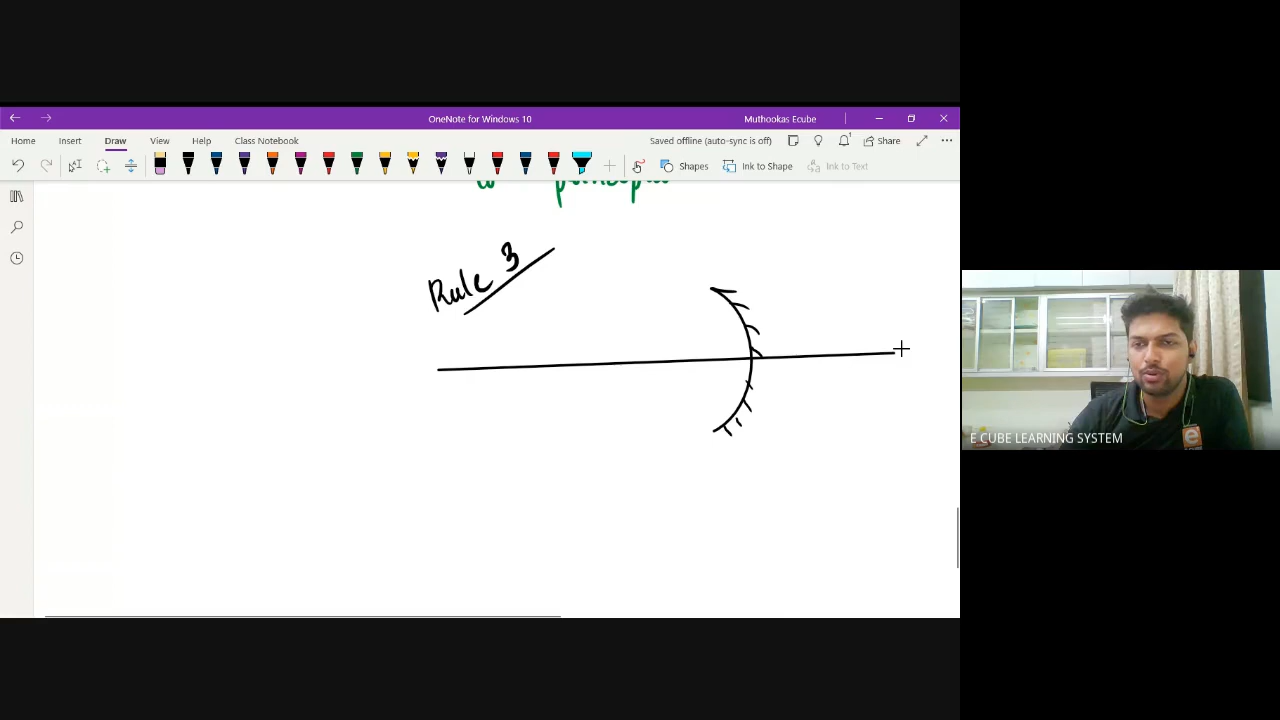 OneNote for Windows 10
Muthookas Ecube
Home Insert Draw View Help Class Notebook
Saved offline (auto-sync is off)
Share
Shapes
Ink to Shape
Ink to Text
Rule 3
E CUBE LEARNING SYSTEM